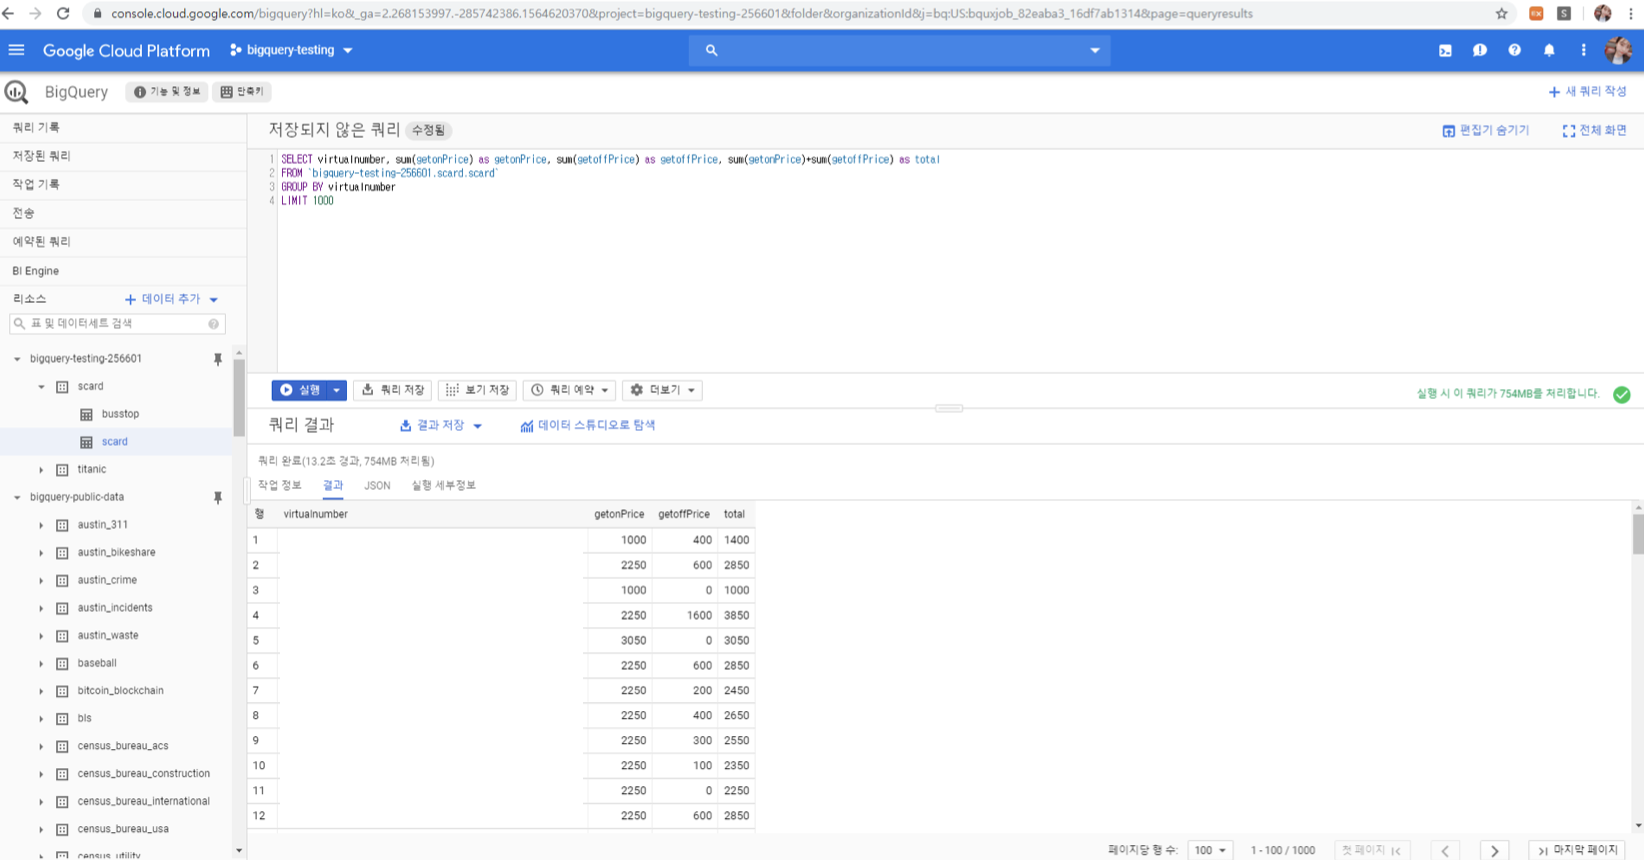 console.cloud.google.com/bigquery?hl=ko&_ga=2.268153997.-285742386.1564620370&project=bigquery-testing-256601&folder&organizationId&j=bq:US:bquxjob_82eaba3_16df7ab1314&page=queryresults
Google Cloud Platform
bigquery-testing
BigQuery
기능 및 정보
단축키
새 쿼리 작성
쿼리 기록
저장된 쿼리
작업 기록
전송
예약된 쿼리
BI Engine
리소스
데이터 추가
표 및 데이터세트 검색
bigquery-testing-256601
scard
busstop
scard
titanic
bigquery-public-data
austin_311
austin_bikeshare
austin_crime
austin_incidents
austin_waste
baseball
bitcoin_blockchain
bls
census_bureau_acs
census_bureau_construction
census_bureau_international
census_bureau_usa
census_utility
저장되지 않은 쿼리 수정됨
편집기 숨기기
전체 화면
1 SELECT virtualnumber, sum(getonPrice) as getonPrice, sum(getoffPrice) as getoffPrice, sum(getonPrice)+sum(getoffPrice) as total
2 FROM `bigquery-testing-256601.scard.scard`
3 GROUP BY virtualnumber
4 LIMIT 1000
실행
쿼리 저장
보기 저장
쿼리 예약
더보기
실행 시 이 쿼리가 754MB를 처리합니다.
쿼리 결과
결과 저장
데이터 스튜디오로 탐색
쿼리 완료(13.2초 경과, 754MB 처리됨)
작업 정보 결과 JSON 실행 세부정보
행 virtualnumber getonPrice getoffPrice total
1 1000 400 1400
2 2250 600 2850
3 1000 0 1000
4 2250 1600 3850
5 3050 0 3050
6 2250 600 2850
7 2250 200 2450
8 2250 400 2650
9 2250 300 2550
10 2250 100 2350
11 2250 0 2250
12 2250 600 2850
페이지당 행 수: 100 1 - 100 / 1000 첫 페이지 마지막 페이지